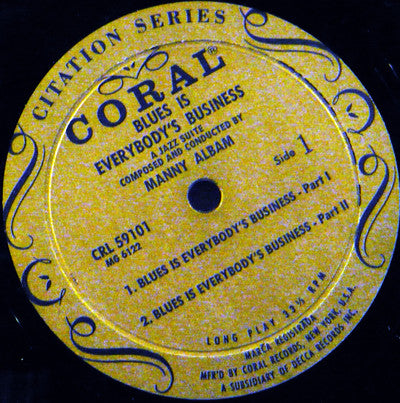 CITATION SERIES
CORAL®
BLUES IS
EVERYBODY'S BUSINESS
A JAZZ SUITE
COMPOSED AND CONDUCTED BY
MANNY ALBAM
Side 1
CRL 59101
MG 6122
1. BLUES IS EVERYBODY'S BUSINESS - Part I
2. BLUES IS EVERYBODY'S BUSINESS - Part II
LONG PLAY 33⅓ RPM
MARCA REGISTRADA
MFR'D BY CORAL RECORDS, NEW YORK, U.S.A.
A SUBSIDIARY OF DECCA RECORDS INC.